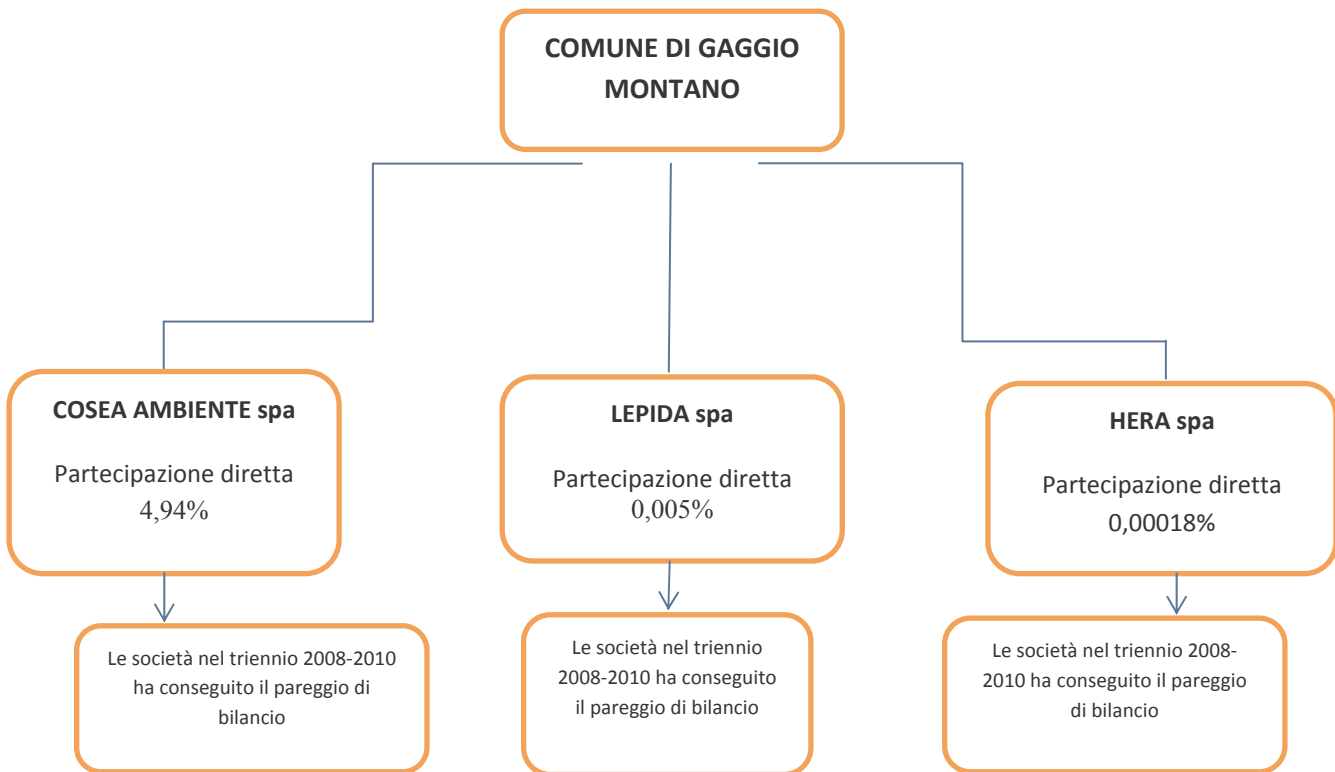 COMUNE DI GAGGIO
MONTANO
COSEA AMBIENTE spa
Partecipazione diretta
4,94%
LEPIDA spa
Partecipazione diretta
0,005%
HERA spa
Partecipazione diretta
0,00018%
Le società nel triennio 2008-2010
ha conseguito il pareggio di
bilancio
Le società nel triennio
2008-2010 ha conseguito
il pareggio di bilancio
Le società nel triennio 2008-
2010 ha conseguito il pareggio
di bilancio